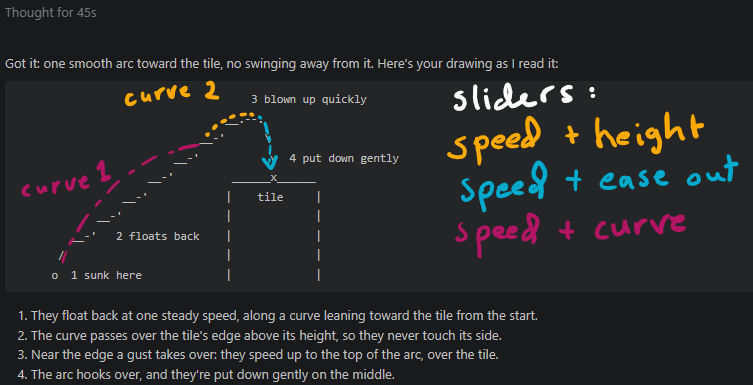 Thought for 45s
Got it: one smooth arc toward the tile, no swinging away from it. Here's your drawing as I read it:
curve 2
3 blown up quickly
sliders:
speed + height
4 put down gently
speed + ease out
curve 1
x
tile
speed + curve
2 floats back
o 1 sunk here
1. They float back at one steady speed, along a curve leaning toward the tile from the start.
2. The curve passes over the tile's edge above its height, so they never touch its side.
3. Near the edge a gust takes over: they speed up to the top of the arc, over the tile.
4. The arc hooks over, and they're put down gently on the middle.